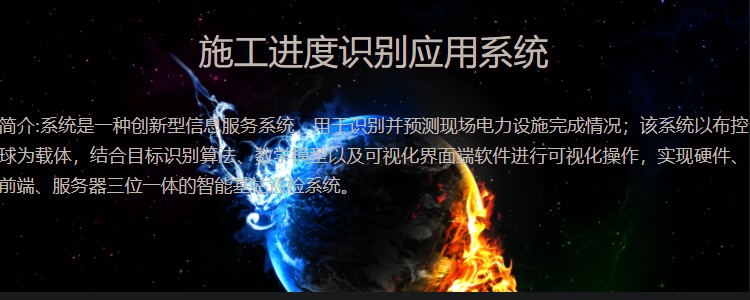 施工进度识别应用系统
简介:系统是一种创新型信息服务系统，用于识别并预测现场电力设施完成情况；该系统以布控
球为载体，结合目标识别算法、数学模型以及可视化界面端软件进行可视化操作，实现硬件、
前端、服务器三位一体的智能基建巡检系统。